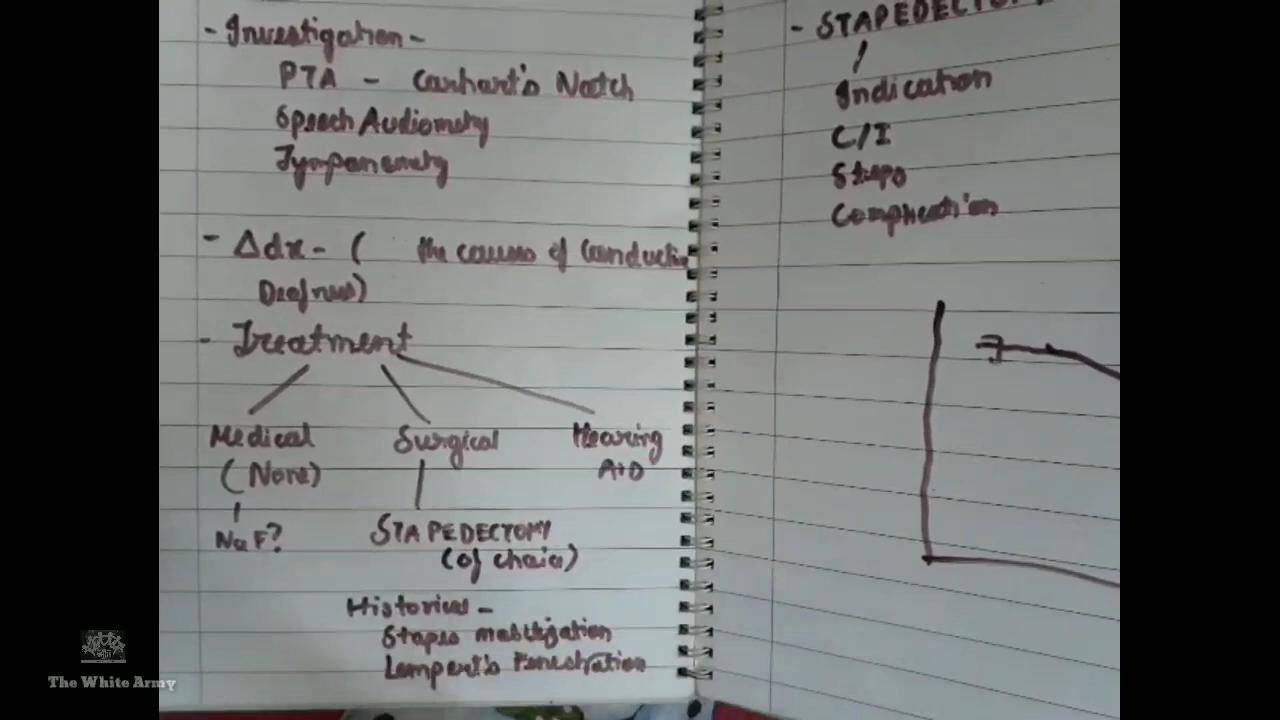 - Investigation -
PTA - Carhart's Notch
Speech Audiometry
Tympanometry
- Δdx - ( the causes of Conductive
Deafness)
- Treatment
Medical Surgical Hearing
(None) AID
NaF? STAPEDECTOMY
(of choice)
Historical -
Stapes mobilization
Lempert's Fenestration
- STAPEDECTOMY
Indication
C/I
Steps
Complication
The White Army